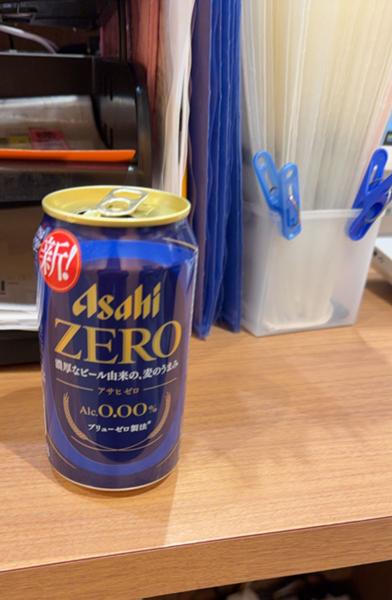 新!
Asahi
ZERO
濃厚なビール由来の、麦のうまみ
アサヒゼロ
Alc.0.00%
ブリューゼロ製法*